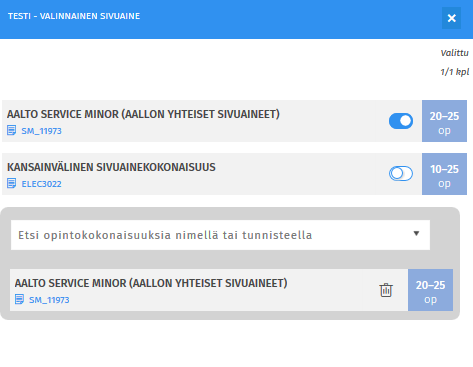 TESTI - VALINNAINEN SIVUAINE
Valittu
1/1 kpl
AALTO SERVICE MINOR (AALLON YHTEISET SIVUAINEET)
SM_11973
20–25
op
KANSAINVÄLINEN SIVUAINEKOKONAISUUS
ELEC3022
10–25
op
Etsi opintokokonaisuuksia nimellä tai tunnisteella
AALTO SERVICE MINOR (AALLON YHTEISET SIVUAINEET)
SM_11973
20–25
op